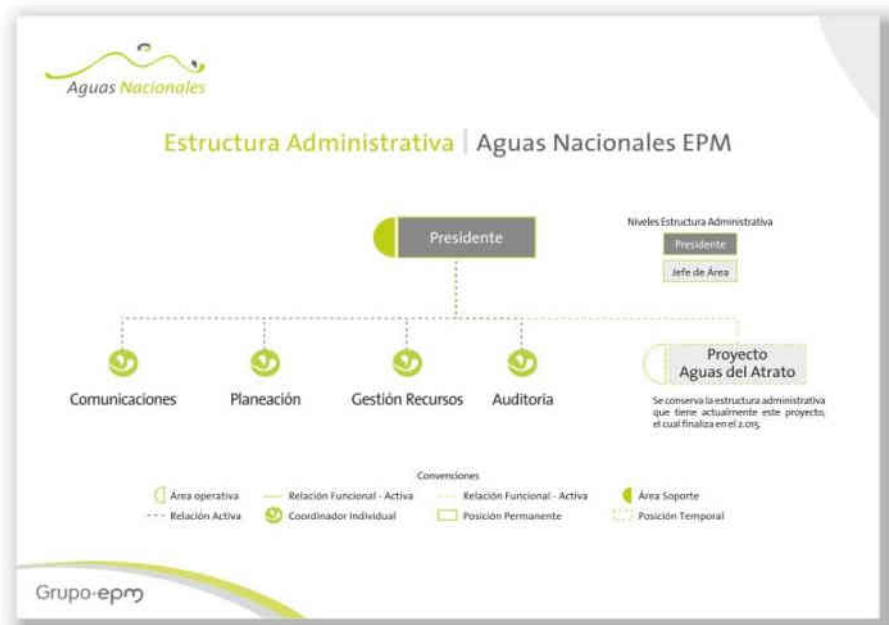 Aguas Nacionales
Estructura Administrativa | Aguas Nacionales EPM
Presidente
Niveles Estructura Administrativa
Presidente
Jefe de Área
Comunicaciones
Planeación
Gestión Recursos
Auditoria
Proyecto
Aguas del Atrato
Se conserva la estructura administrativa
que tiene actualmente este proyecto,
el cual finaliza en el 2.015.
Convenciones
Área operativa
Relación Funcional - Activa
Relación Funcional - Activa
Área Soporte
Relación Activa
Coordinador Individual
Posición Permanente
Posición Temporal
Grupo·epm